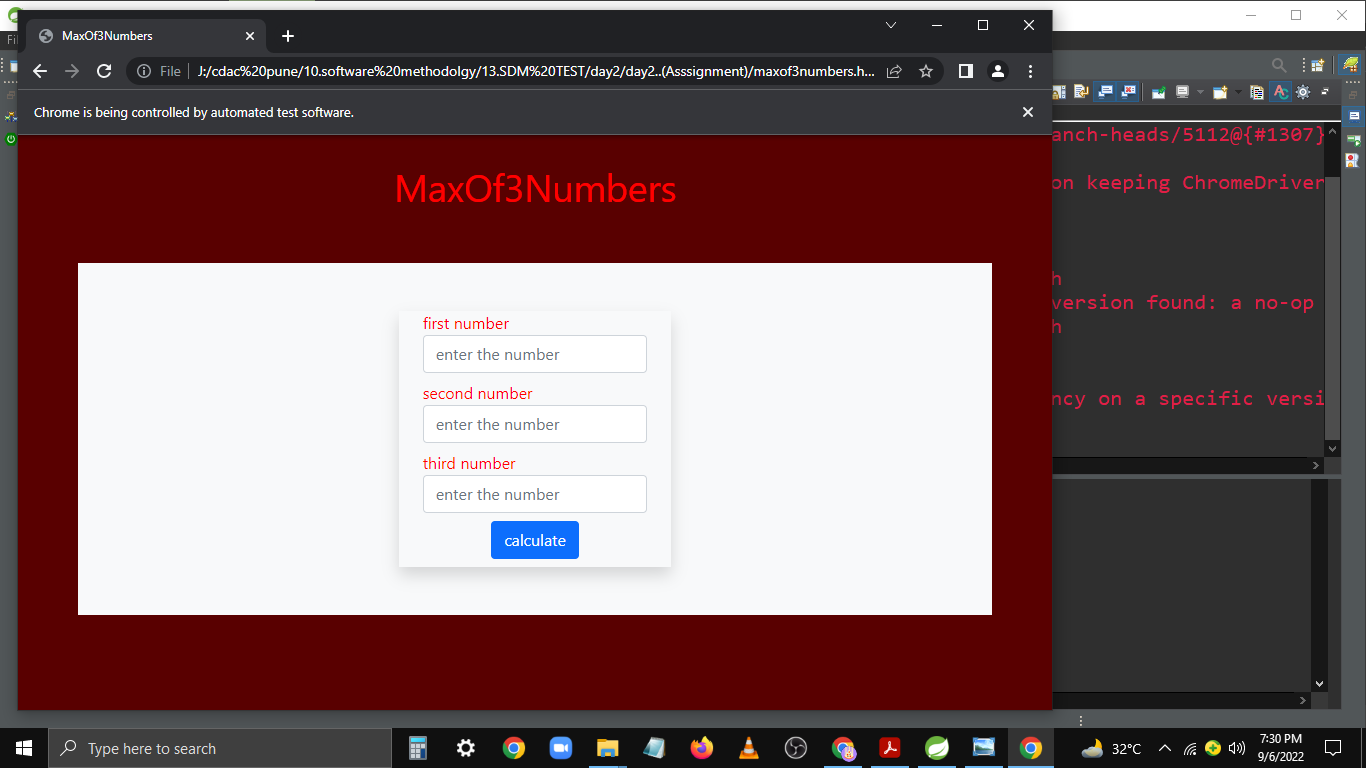 MaxOf3Numbers
File
J:/cdac%20pune/10.software%20methodolgy/13.SDM%20TEST/day2/day2..(Asssignment)/maxof3numbers.h...
Chrome is being controlled by automated test software.
MaxOf3Numbers
first number
enter the number
second number
enter the number
third number
enter the number
calculate
anch-heads/5112@{#1307}
on keeping ChromeDriver
h
version found: a no-op
h
ncy on a specific versi
Type here to search
32°C
7:30 PM
9/6/2022